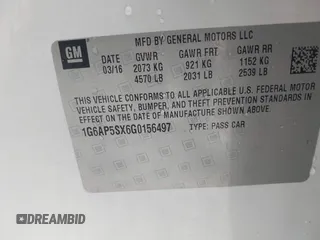 GM
MFD BY GENERAL MOTORS LLC
03/16
GVWR GAWR FRT GAWR RR
2073 KG 921 KG 1152 KG
4570 LB 2031 LB 2539 LB
THIS VEHICLE CONFORMS TO ALL APPLICABLE U.S. FEDERAL MOTOR
VEHICLE SAFETY, BUMPER, AND THEFT PREVENTION STANDARDS IN
EFFECT ON THE DATE OF MANUFACTURE SHOWN ABOVE.
1G6AP5SX6G0156497 TYPE: PASS CAR
DREAMBID